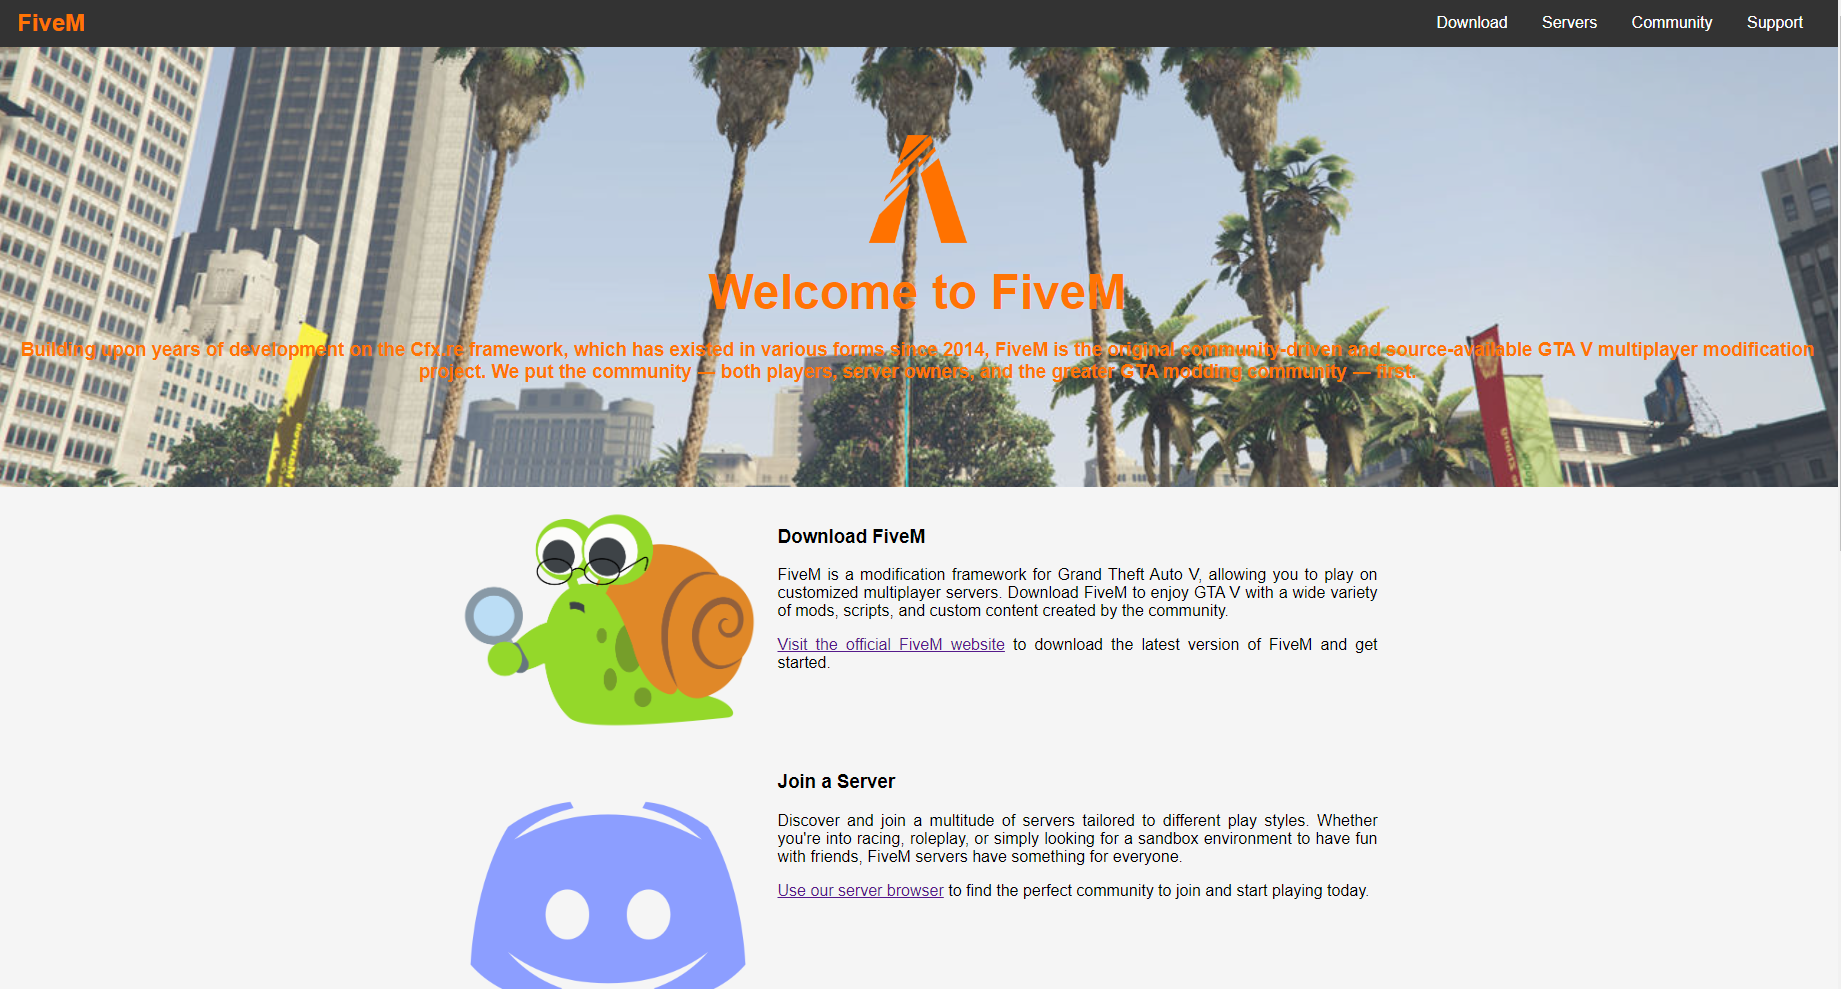 FiveM
Download Servers Community Support
Welcome to FiveM
Building upon years of development on the Cfx.re framework, which has existed in various forms since 2014, FiveM is the original community-driven and source-available GTA V multiplayer modification
project. We put the community — both players, server owners, and the greater GTA modding community — first.
Download FiveM
FiveM is a modification framework for Grand Theft Auto V, allowing you to play on
customized multiplayer servers. Download FiveM to enjoy GTA V with a wide variety
of mods, scripts, and custom content created by the community.
Visit the official FiveM website to download the latest version of FiveM and get
started.
Join a Server
Discover and join a multitude of servers tailored to different play styles. Whether
you're into racing, roleplay, or simply looking for a sandbox environment to have fun
with friends, FiveM servers have something for everyone.
Use our server browser to find the perfect community to join and start playing today.